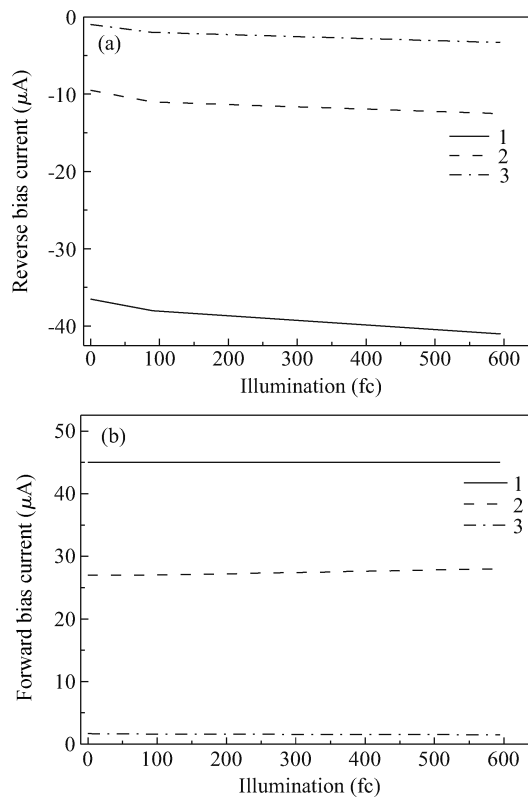 (a)
Reverse bias current (μA)
0
-10
-20
-30
-40
1
2
3
0 100 200 300 400 500 600
Illumination (fc)
(b)
Forward bias current (μA)
50
40
30
20
10
0
1
2
3
0 100 200 300 400 500 600
Illumination (fc)